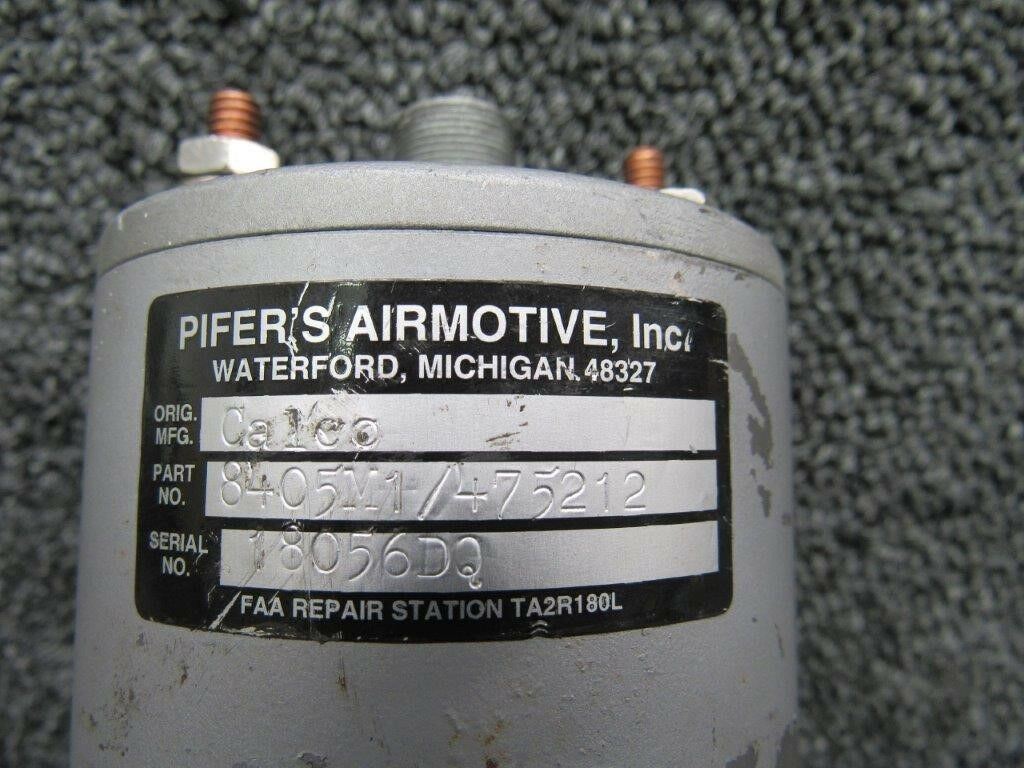 PIFER'S AIRMOTIVE, Inc.
WATERFORD, MICHIGAN 48327
ORIG. MFG. Calco
PART NO. 8405M1/475212
SERIAL NO. 18056DQ
FAA REPAIR STATION TA2R180L